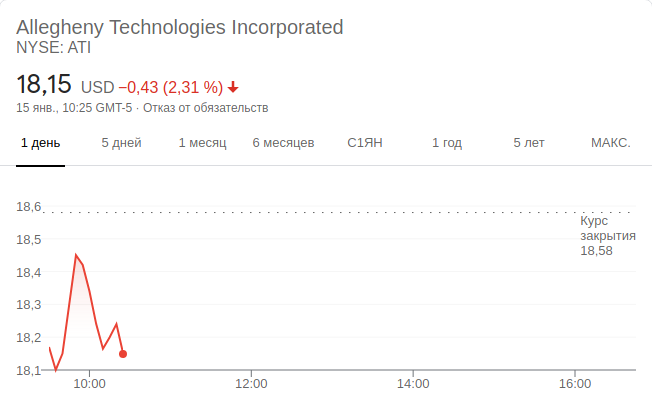 Allegheny Technologies Incorporated
NYSE: ATI
18,15 USD −0,43 (2,31 %)
15 янв., 10:25 GMT-5 · Отказ от обязательств
1 день 5 дней 1 месяц 6 месяцев С1ЯН 1 год 5 лет МАКС.
18,6
Курс
закрытия
18,58
18,5
18,4
18,3
18,2
18,1
10:00 12:00 14:00 16:00